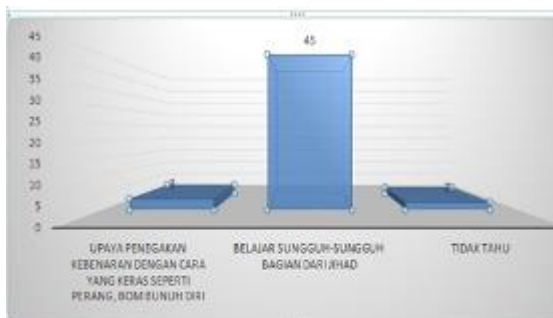 45
45
40
35
30
25
20
15
10
5
0
UPAYA PENEGAKAN
KEBENARAN DENGAN CARA
YANG KERAS SEPERTI
PERANG, BOM BUNUH DIRI
BELAJAR SUNGGUH-SUNGGUH
BAGIAN DARI JIHAD
TIDAK TAHU